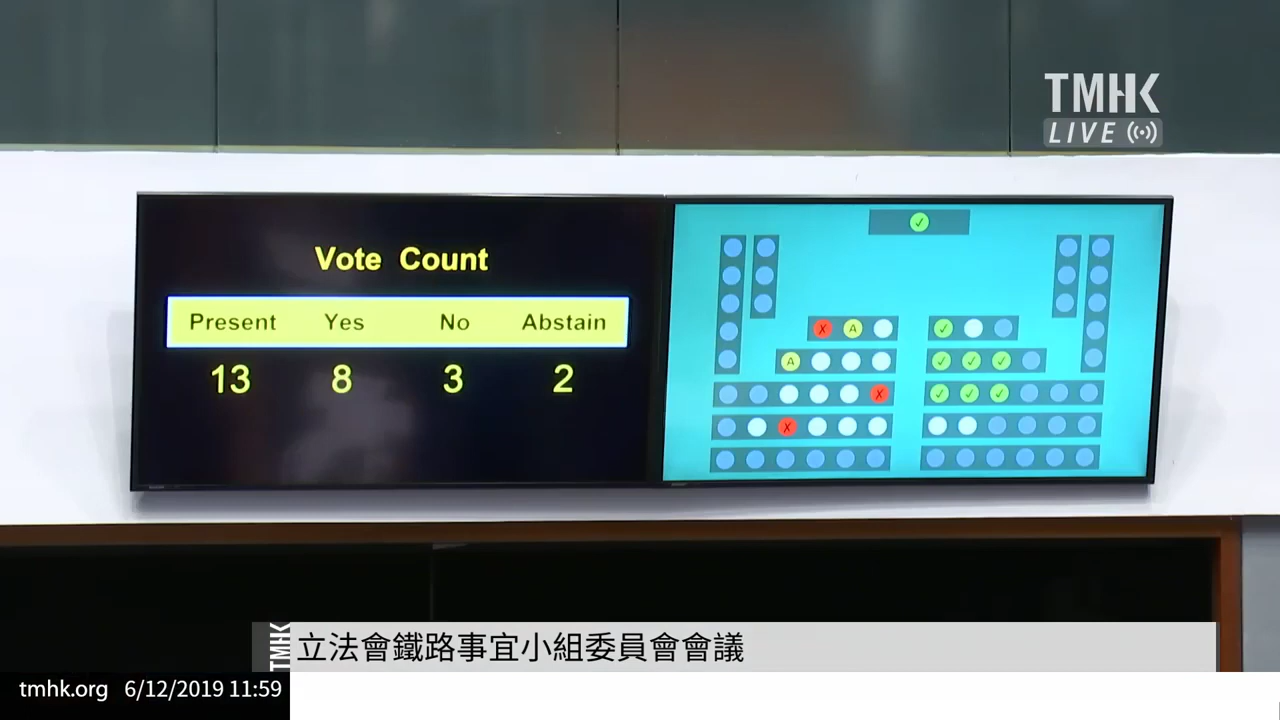 TMHK
LIVE
Vote Count
Present Yes No Abstain
13 8 3 2
✓
X A ✓
A ✓ ✓ ✓
X ✓ ✓ ✓
X
TMHK
立法會鐵路事宜小組委員會會議
tmhk.org 6/12/2019 11:59